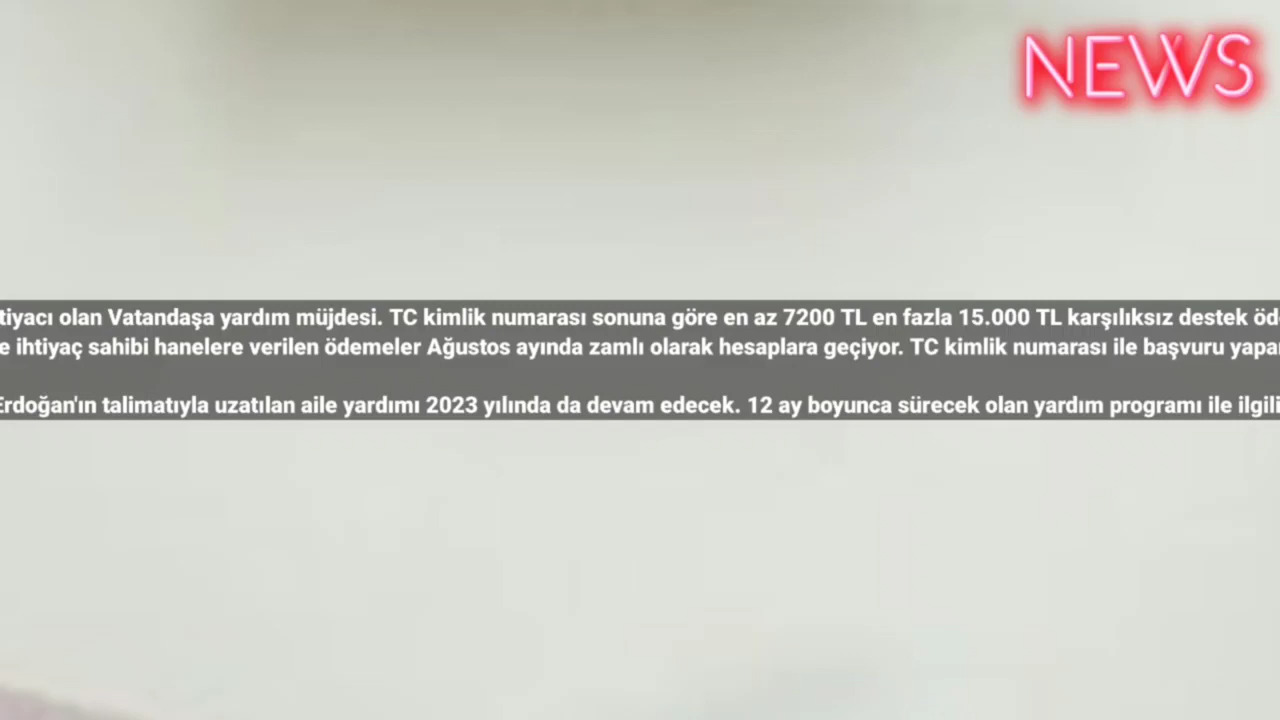 NEWS
olan Vatandaşa yardım müjdesi. TC kimlik numarası sonuna göre en az 7200 TL en fazla 15.000 TL karşılıksız destek
ihtiyaç sahibi hanelere verilen ödemeler Ağustos ayında zamlı olarak hesaplara geçiyor. TC kimlik numarası ile başvuru
Erdoğan'ın talimatıyla uzatılan aile yardımı 2023 yılında da devam edecek. 12 ay boyunca sürecek olan yardım programı ile ilgili